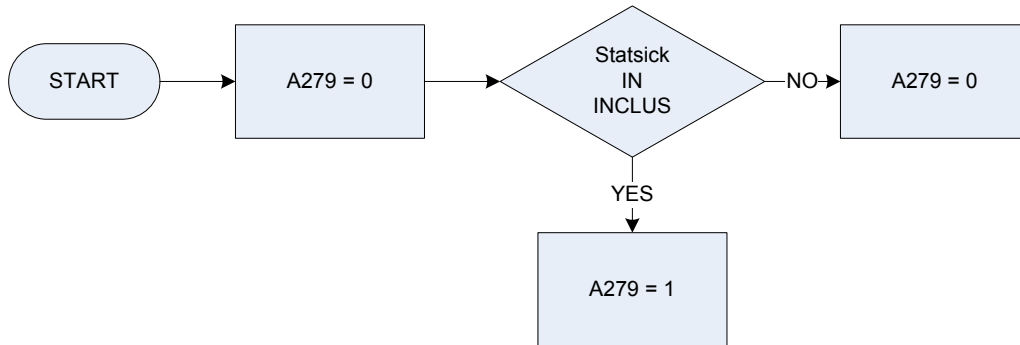 START
A279 = 0
Statsick
IN
INCLUS
NO
A279 = 0
YES
A279 = 1